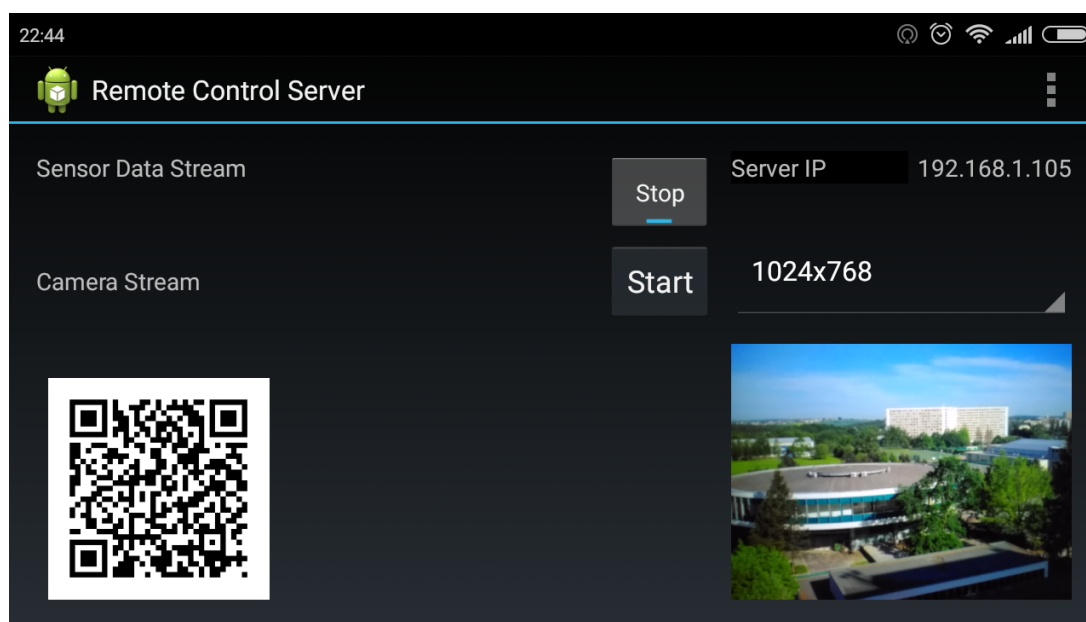 22:44
Remote Control Server
Sensor Data Stream
Stop
Server IP
192.168.1.105
Camera Stream
Start
1024x768